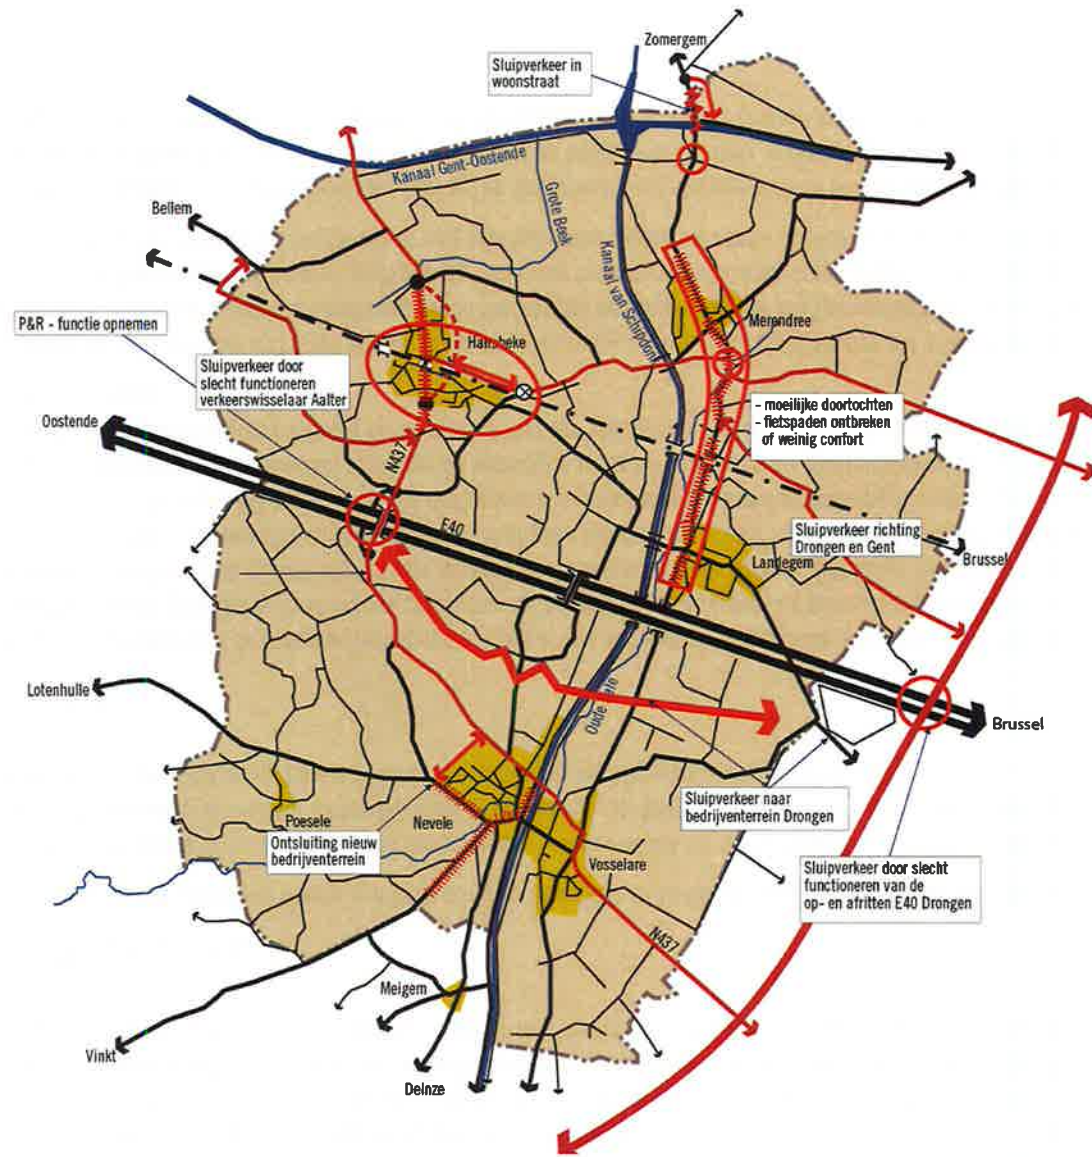 Zomergem
Sluipverkeer in
woonstraat
Kanaal Gent-Oostende
Grote Beek
Bellem
Kanaal van Schipdonk
Merendree
P&R - functie opnemen
Hansbeke
Sluipverkeer door
slecht functioneren
verkeerswisselaar Aalter
- moeilijke doortochten
- fietspaden ontbreken
of weinig confort
Oostende
N437
E40
Sluipverkeer richting
Drongen en Gent
Brussel
Landegem
Lotenhulle
Oude Kale
Brussel
Sluipverkeer naar
bedrijventerrein Drongen
Poesele
Nevele
Ontsluiting nieuw
bedrijventerrein
Vosselare
Sluipverkeer door slecht
functioneren van de
op- en afritten E40 Drongen
N437
Meigem
Vinkt
Deinze